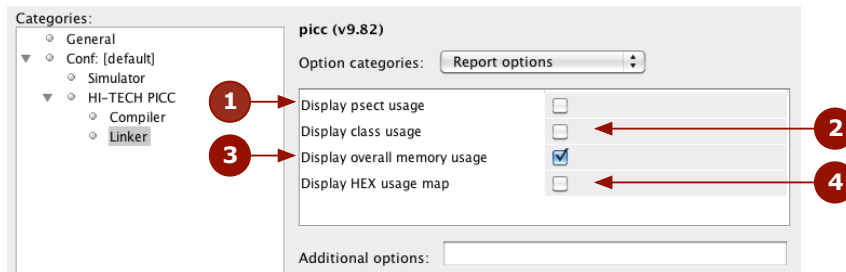 Categories:
General
Conf: [default]
Simulator
HI-TECH PICC
Compiler
Linker
picc (v9.82)
Option categories: Report options
1 Display psect usage
Display class usage 2
3 Display overall memory usage
Display HEX usage map 4
Additional options: